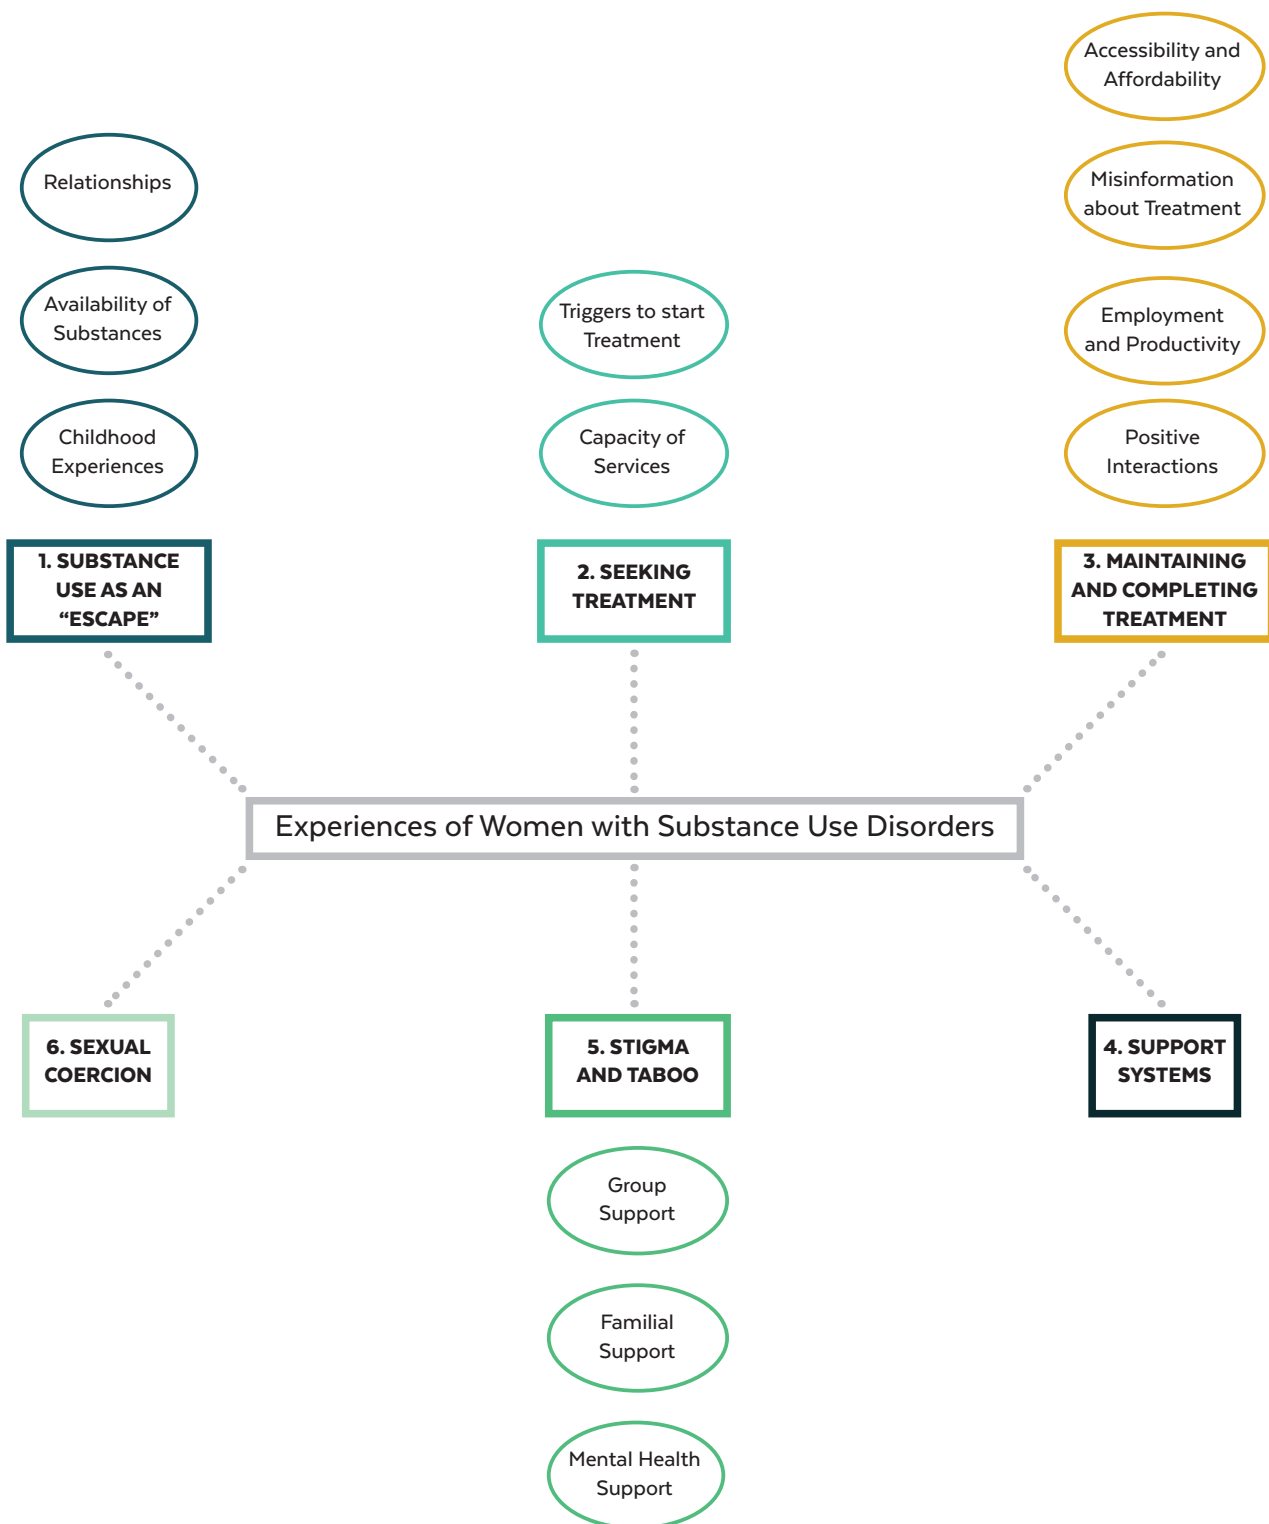 Accessibility and
Affordability
Relationships
Misinformation
about Treatment
Availability of
Substances
Triggers to start
Treatment
Employment
and Productivity
Childhood
Experiences
Capacity of
Services
Positive
Interactions
1. SUBSTANCE
USE AS AN
“ESCAPE”
2. SEEKING
TREATMENT
3. MAINTAINING
AND COMPLETING
TREATMENT
Experiences of Women with Substance Use Disorders
6. SEXUAL
COERCION
5. STIGMA
AND TABOO
4. SUPPORT
SYSTEMS
Group
Support
Familial
Support
Mental Health
Support